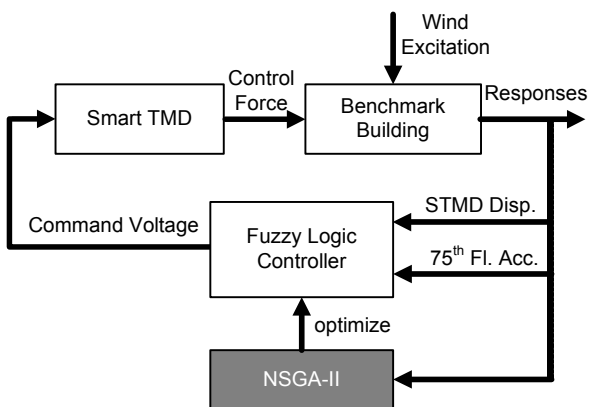 Wind
Excitation
Control
Force
Responses
Smart TMD
Benchmark
Building
STMD Disp.
Command Voltage
Fuzzy Logic
Controller
75th Fl. Acc.
optimize
NSGA-II